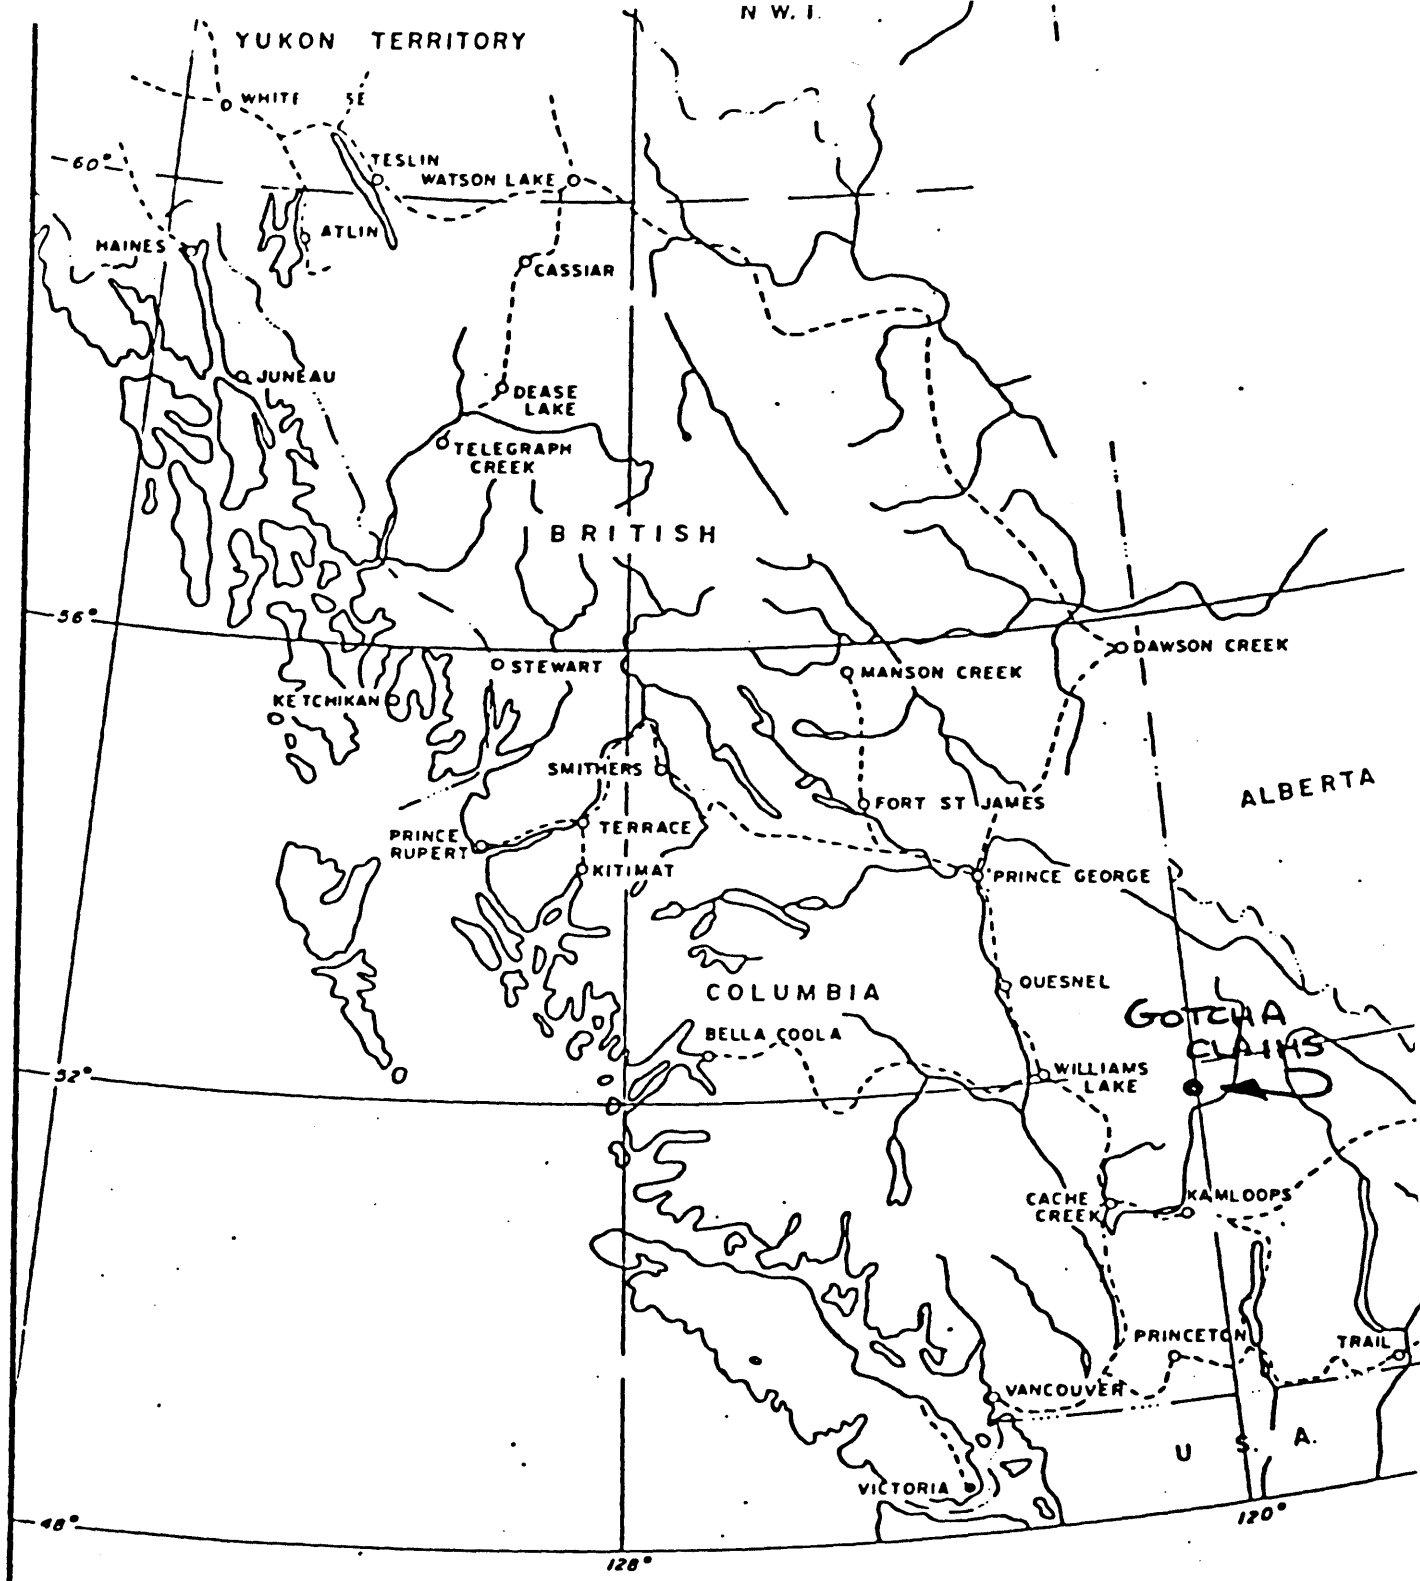 N W. T.
YUKON TERRITORY
WHITE
SE
60°
TESLIN
WATSON LAKE
ATLIN
HAINES
CASSIAR
JUNEAU
DEASE
LAKE
TELEGRAPH
CREEK
BRITISH
56°
STEWART
DAWSON CREEK
MANSON CREEK
KETCHIKAN
SMITHERS
ALBERTA
FORT ST JAMES
PRINCE
RUPERT
TERRACE
KITIMAT
PRINCE GEORGE
COLUMBIA
QUESNEL
GOTCHA
CLAIMS
BELLA COOLA
WILLIAMS
LAKE
52°
CACHE
CREEK
KAMLOOPS
PRINCETON
TRAIL
VANCOUVER
U S. A.
VICTORIA
48°
128°
120°